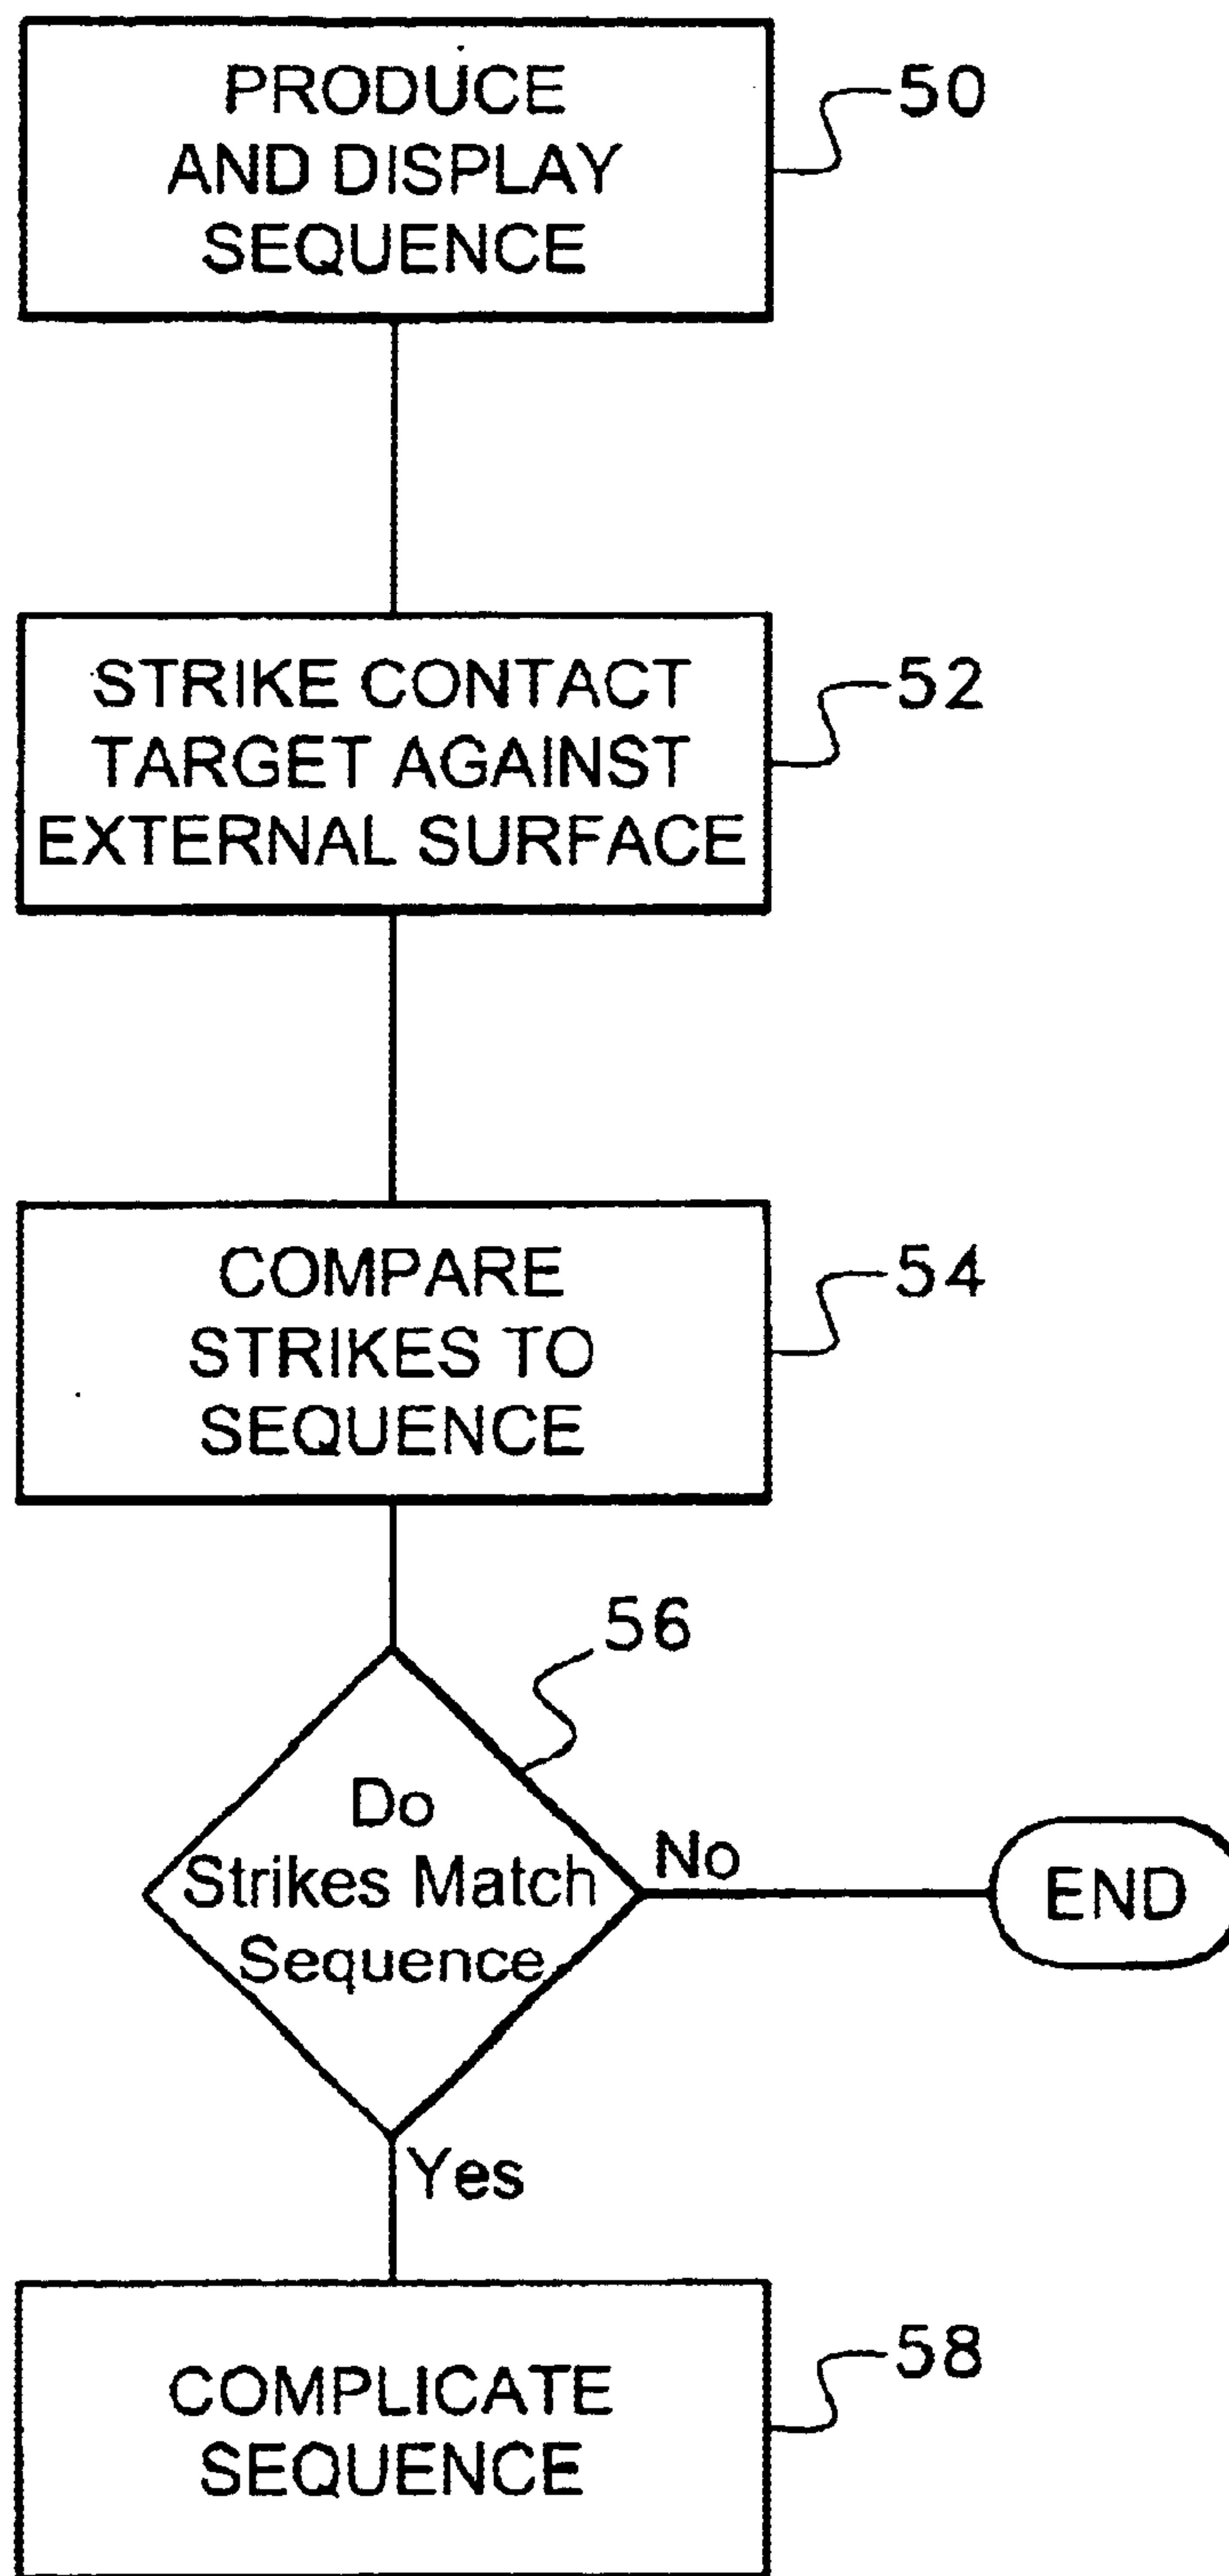 PRODUCE
AND DISPLAY
SEQUENCE
50
STRIKE CONTACT
TARGET AGAINST
EXTERNAL SURFACE
52
COMPARE
STRIKES TO
SEQUENCE
54
56
Do
Strikes Match
Sequence
No
END
Yes
COMPLICATE
SEQUENCE
58